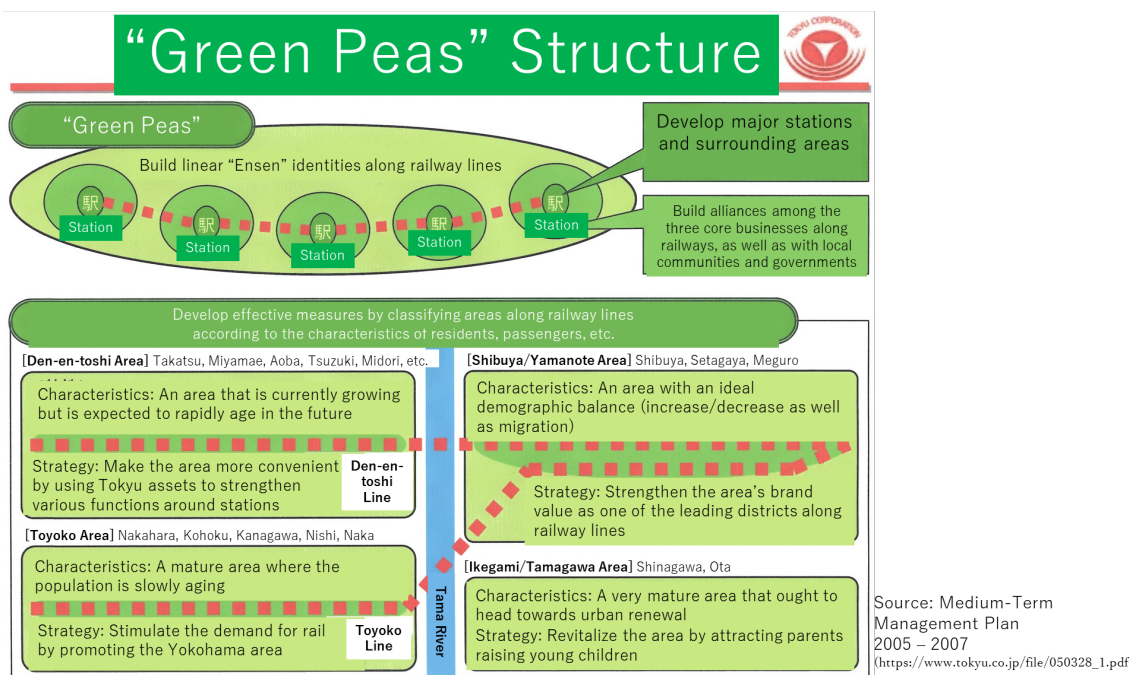 “Green Peas” Structure
TOKYU CORPORATION
“Green Peas”
Build linear “Ensen” identities along railway lines
駅
Station
駅
Station
駅
Station
駅
Station
駅
Station
Develop major stations
and surrounding areas
Build alliances among the
three core businesses along
railways, as well as with local
communities and governments
Develop effective measures by classifying areas along railway lines
according to the characteristics of residents, passengers, etc.
[Den-en-toshi Area] Takatsu, Miyamae, Aoba, Tsuzuki, Midori, etc.
Characteristics: An area that is currently growing
but is expected to rapidly age in the future
Strategy: Make the area more convenient
by using Tokyu assets to strengthen
various functions around stations
Den-en-
toshi
Line
[Shibuya/Yamanote Area] Shibuya, Setagaya, Meguro
Characteristics: An area with an ideal
demographic balance (increase/decrease as well
as migration)
Strategy: Strengthen the area’s brand
value as one of the leading districts along
railway lines
[Toyoko Area] Nakahara, Kohoku, Kanagawa, Nishi, Naka
Characteristics: A mature area where the
population is slowly aging
Strategy: Stimulate the demand for rail
by promoting the Yokohama area
Toyoko
Line
Tama River
[Ikegami/Tamagawa Area] Shinagawa, Ota
Characteristics: A very mature area that ought to
head towards urban renewal
Strategy: Revitalize the area by attracting parents
raising young children
Source: Medium-Term
Management Plan
2005 – 2007
(https://www.tokyu.co.jp/file/050328_1.pdf